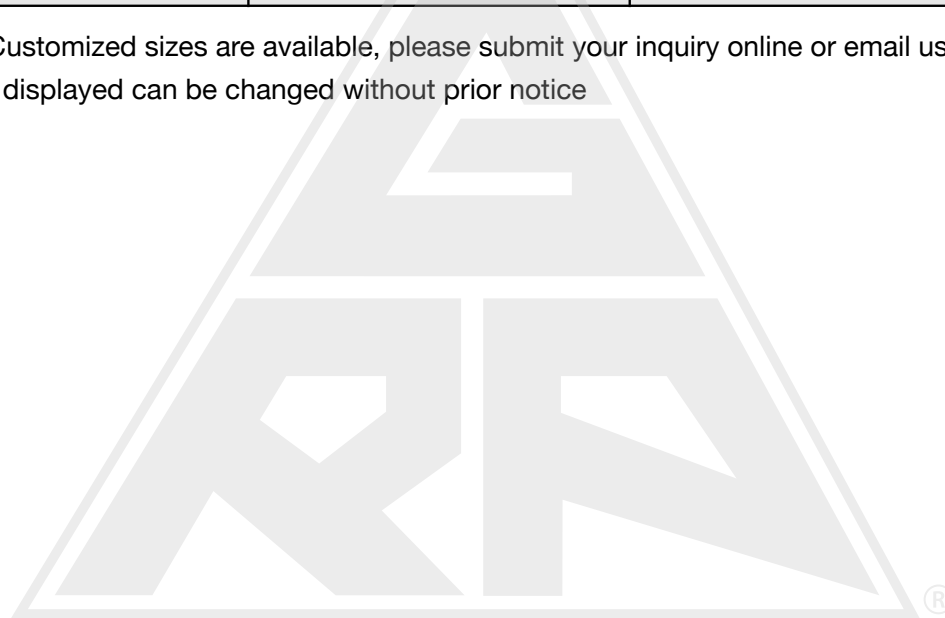 Customized sizes are available, please submit your inquiry online or email us
displayed can be changed without prior notice
GRP
®